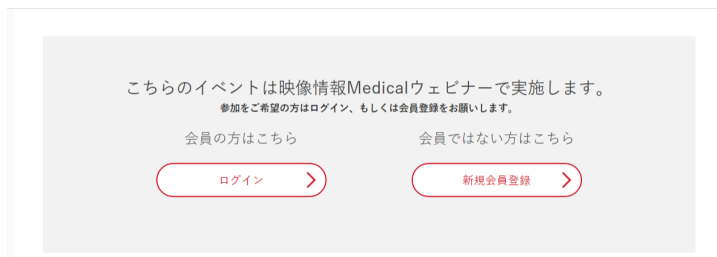 こちらのイベントは映像情報Medicalウェビナーで実施します。
参加をご希望の方はログイン、もしくは会員登録をお願いします。
会員の方はこちら
会員ではない方はこちら
ログイン
新規会員登録